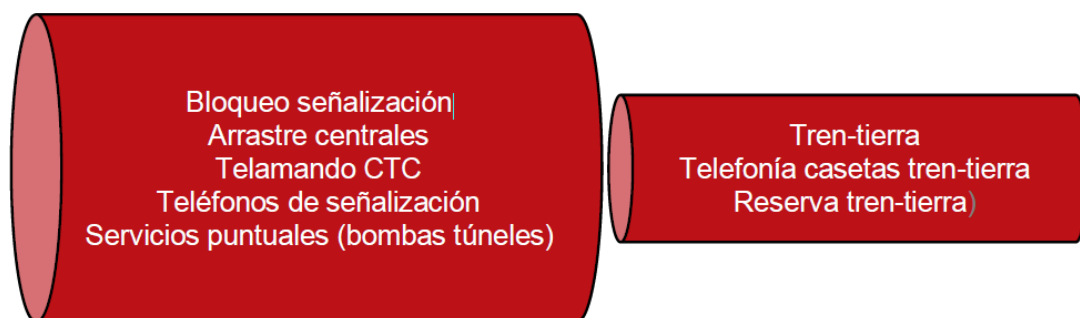 Bloqueo señalización
Arrastre centrales
Telamando CTC
Teléfonos de señalización
Servicios puntuales (bombas túneles)
Tren-tierra
Telefonía casetas tren-tierra
Reserva tren-tierra)